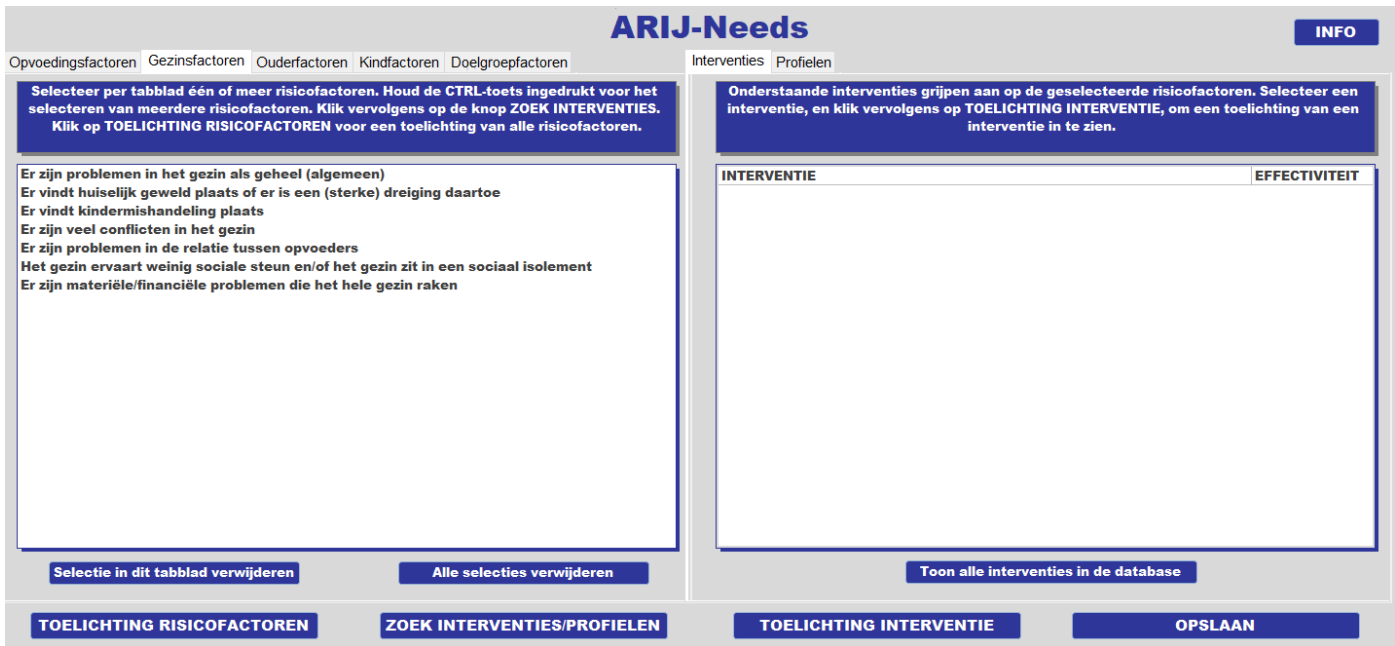 ARIJ-Needs
INFO
Opvoedingsfactoren Gezinsfactoren Ouderfactoren Kindfactoren Doelgroepfactoren
Selecteer per tabblad één of meer risicofactoren. Houd de CTRL-toets ingedrukt voor het
selecteren van meerdere risicofactoren. Klik vervolgens op de knop ZOEK INTERVENTIES.
Klik op TOELICHTING RISICOFACTOREN voor een toelichting van alle risicofactoren.
Er zijn problemen in het gezin als geheel (algemeen)
Er vindt huiselijk geweld plaats of er is een (sterke) dreiging daartoe
Er vindt kindermishandeling plaats
Er zijn veel conflicten in het gezin
Er zijn problemen in de relatie tussen opvoeders
Het gezin ervaart weinig sociale steun en/of het gezin zit in een sociaal isolement
Er zijn materiële/financiële problemen die het hele gezin raken
Selectie in dit tabblad verwijderen
Alle selecties verwijderen
Interventies Profielen
Onderstaande interventies grijpen aan op de geselecteerde risicofactoren. Selecteer een
interventie, en klik vervolgens op TOELICHTING INTERVENTIE, om een toelichting van een
interventie in te zien.
INTERVENTIE EFFECTIVITEIT
Toon alle interventies in de database
TOELICHTING RISICOFACTOREN
ZOEK INTERVENTIES/PROFIELEN
TOELICHTING INTERVENTIE
OPSLAAN